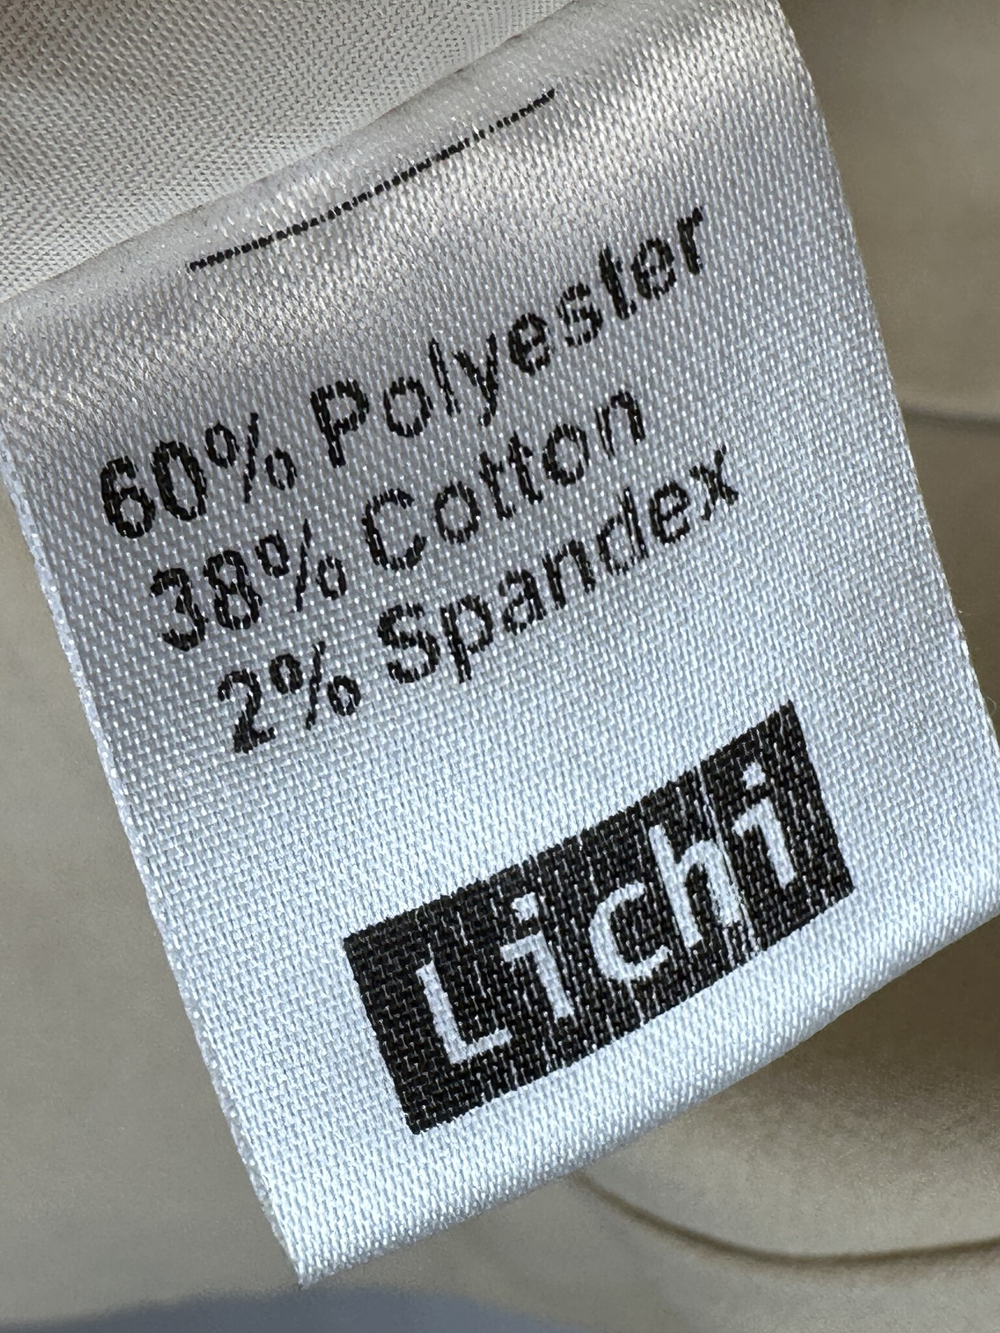 60% Polyester
38% Cotton
2% Spandex
Lichi